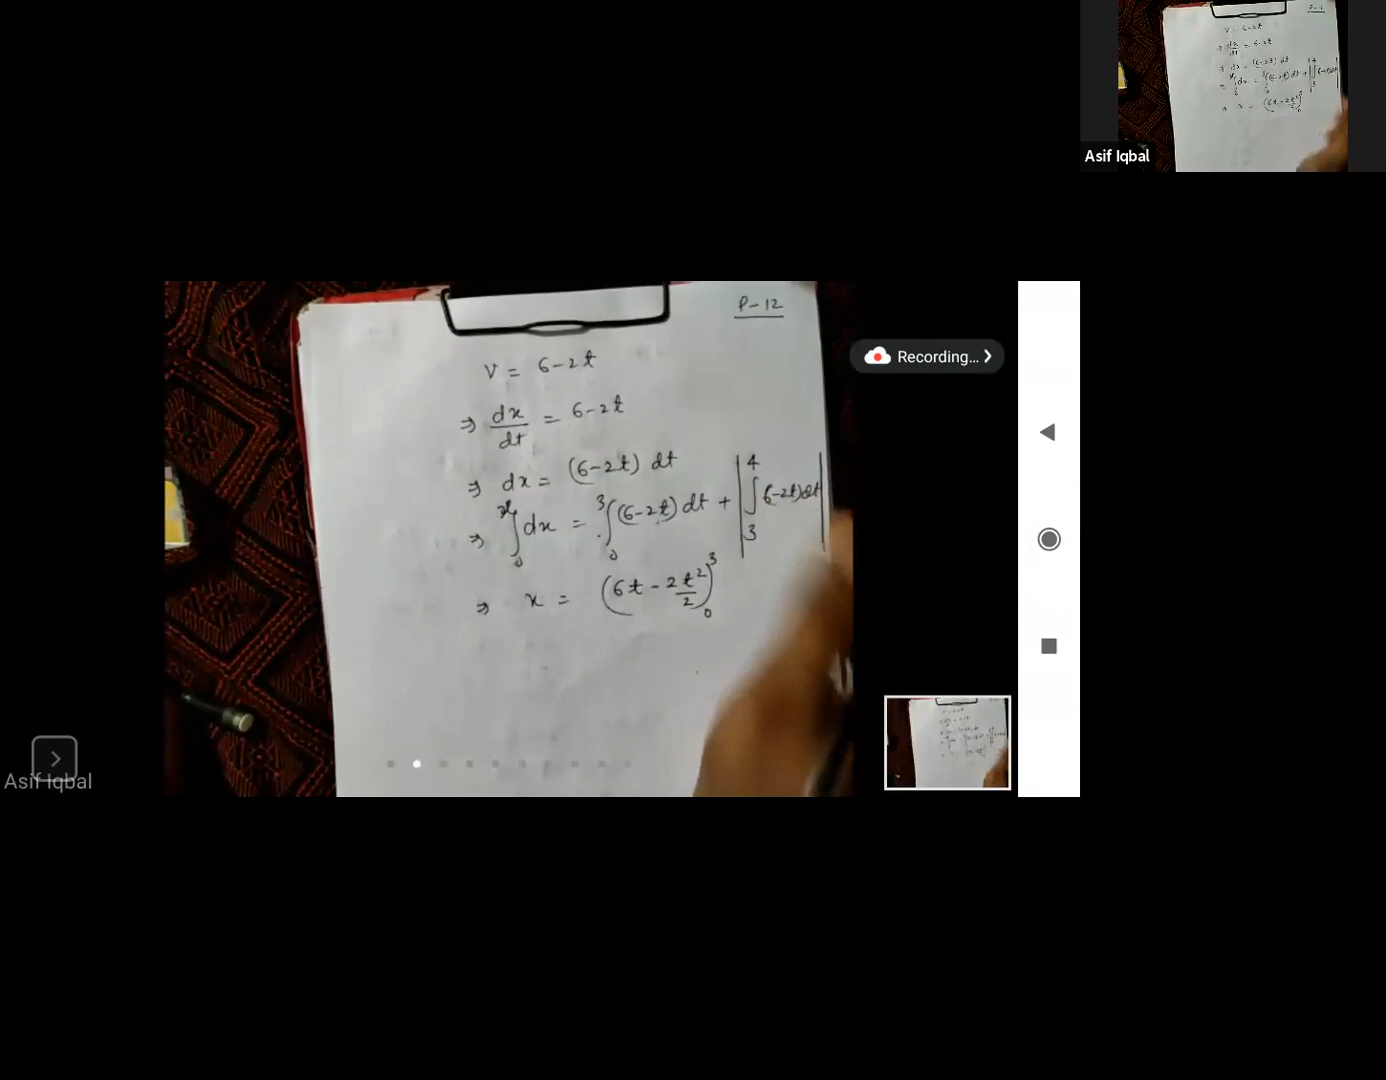 Asif Iqbal
P-12
V = 6-2t
⇒ dx/dt = 6-2t
⇒ dx = (6-2t) dt
⇒ ∫₀ˣ dx = ∫₀³ (6-2t) dt + |∫₃⁴ (6-2t)dt|
⇒ x = (6t - 2t²/2)₀³
Recording...
Asif Iqbal